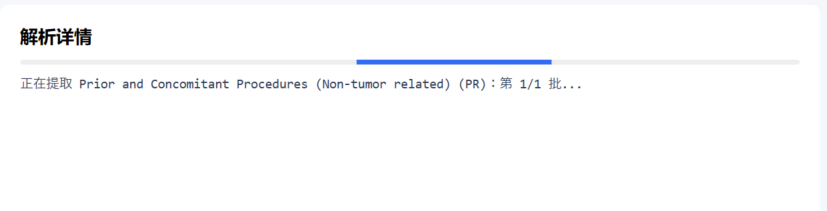 解析详情
正在提取 Prior and Concomitant Procedures (Non-tumor related) (PR)：第 1/1 批...